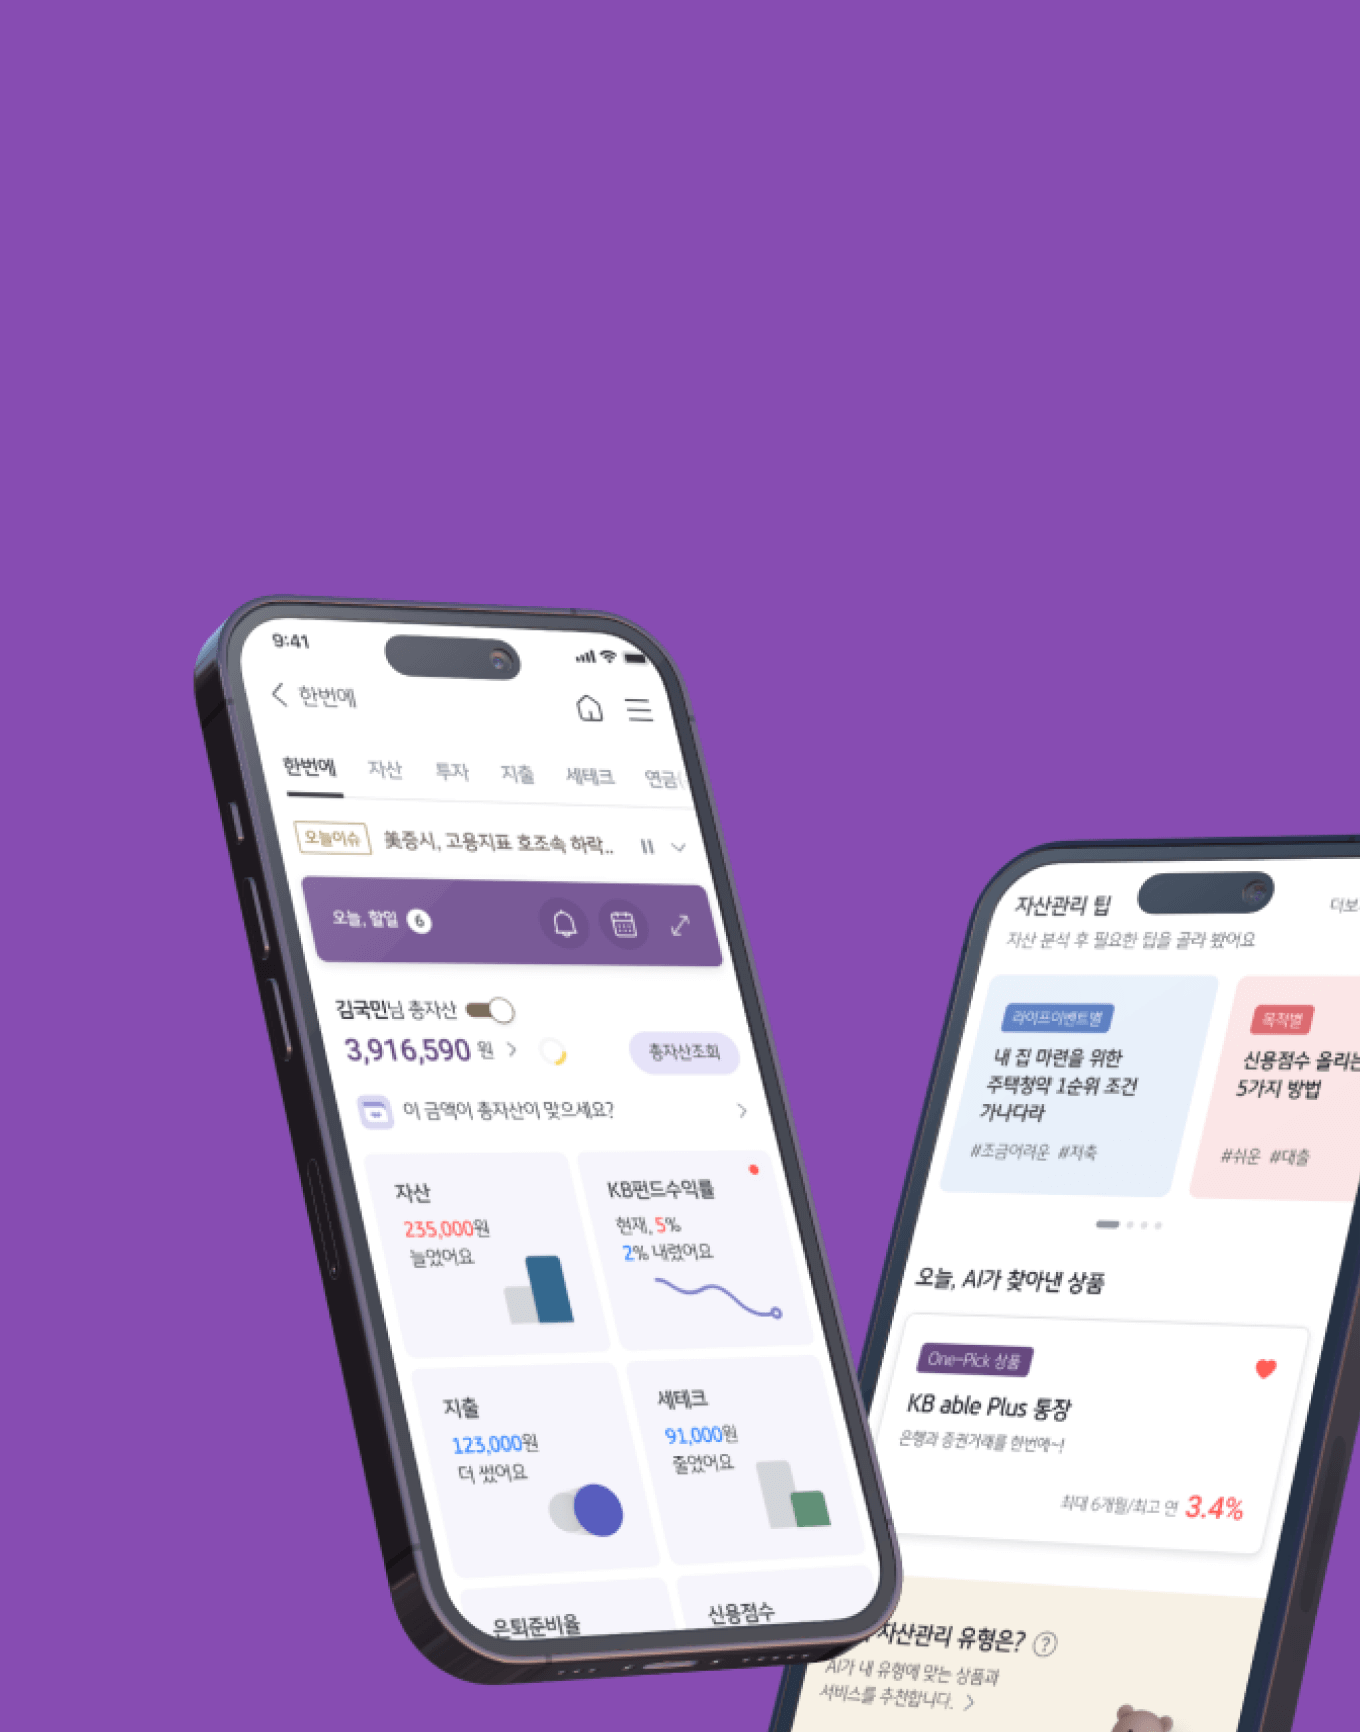 9:41
한번에
한번에 자산 투자 지출 세테크 연금
오늘이슈 美증시, 고용지표 호조속 하락..
오늘, 할일 6
김국민님 총자산
3,916,590 원 총자산조회
이 금액이 총자산이 맞으세요?
자산
235,000원
늘었어요
KB펀드수익률
현재, 5%
2% 내렸어요
지출
123,000원
더 썼어요
세테크
91,000원
줄었어요
은퇴준비율
신용점수
자산관리 팁
더보
자산 분석 후 필요한 팁을 골라 봤어요
라이프이벤트별
내 집 마련을 위한
주택청약 1순위 조건
가나다라
#조금어려운 #저축
목적별
신용점수 올리는
5가지 방법
#쉬운 #대출
오늘, AI가 찾아낸 상품
One-Pick 상품
KB able Plus 통장
은행과 증권거래를 한번에~!
최대 6개월/최고 연 3.4%
자산관리 유형은? ?
AI가 내 유형에 맞는 상품과
서비스를 추천합니다.